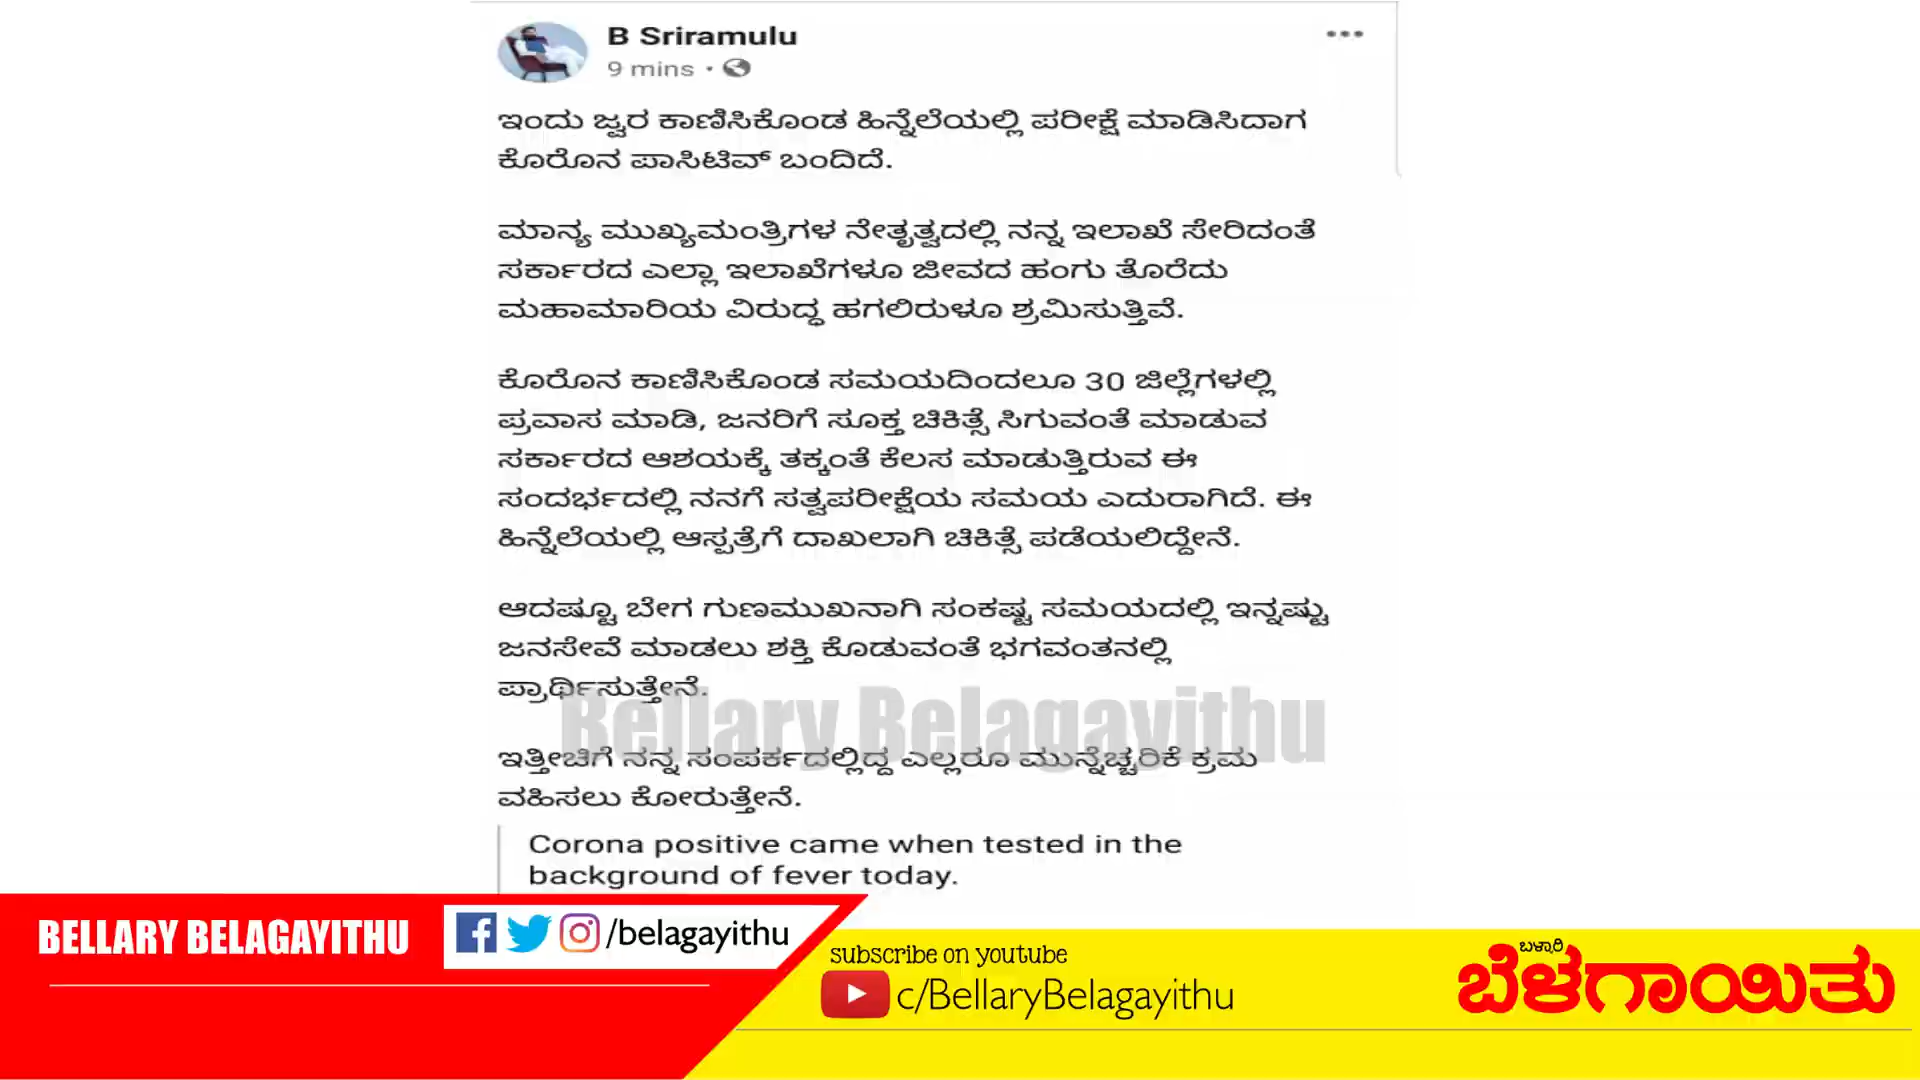 B Sriramulu
9 mins
ಇಂದು ಜ್ವರ ಕಾಣಿಸಿಕೊಂಡ ಹಿನ್ನೆಲೆಯಲ್ಲಿ ಪರೀಕ್ಷೆ ಮಾಡಿಸಿದಾಗ
ಕೊರೊನ ಪಾಸಿಟಿವ್ ಬಂದಿದೆ.
ಮಾನ್ಯ ಮುಖ್ಯಮಂತ್ರಿಗಳ ನೇತೃತ್ವದಲ್ಲಿ ನನ್ನ ಇಲಾಖೆ ಸೇರಿದಂತೆ
ಸರ್ಕಾರದ ಎಲ್ಲಾ ಇಲಾಖೆಗಳೂ ಜೀವದ ಹಂಗು ತೊರೆದು
ಮಹಾಮಾರಿಯ ವಿರುದ್ಧ ಹಗಲಿರುಳೂ ಶ್ರಮಿಸುತ್ತಿವೆ.
ಕೊರೊನ ಕಾಣಿಸಿಕೊಂಡ ಸಮಯದಿಂದಲೂ 30 ಜಿಲ್ಲೆಗಳಲ್ಲಿ
ಪ್ರವಾಸ ಮಾಡಿ, ಜನರಿಗೆ ಸೂಕ್ತ ಚಿಕಿತ್ಸೆ ಸಿಗುವಂತೆ ಮಾಡುವ
ಸರ್ಕಾರದ ಆಶಯಕ್ಕೆ ತಕ್ಕಂತೆ ಕೆಲಸ ಮಾಡುತ್ತಿರುವ ಈ
ಸಂದರ್ಭದಲ್ಲಿ ನನಗೆ ಸತ್ವಪರೀಕ್ಷೆಯ ಸಮಯ ಎದುರಾಗಿದೆ. ಈ
ಹಿನ್ನೆಲೆಯಲ್ಲಿ ಆಸ್ಪತ್ರೆಗೆ ದಾಖಲಾಗಿ ಚಿಕಿತ್ಸೆ ಪಡೆಯಲಿದ್ದೇನೆ.
ಆದಷ್ಟೂ ಬೇಗ ಗುಣಮುಖನಾಗಿ ಸಂಕಷ್ಟ ಸಮಯದಲ್ಲಿ ಇನ್ನಷ್ಟು
ಜನಸೇವೆ ಮಾಡಲು ಶಕ್ತಿ ಕೊಡುವಂತೆ ಭಗವಂತನಲ್ಲಿ
ಪ್ರಾರ್ಥಿಸುತ್ತೇನೆ.
Bellary Belagayithu
ಇತ್ತೀಚಿಗೆ ನನ್ನ ಸಂಪರ್ಕದಲ್ಲಿದ್ದ ಎಲ್ಲರೂ ಮುನ್ನೆಚ್ಚರಿಕೆ ಕ್ರಮ
ವಹಿಸಲು ಕೋರುತ್ತೇನೆ.
Corona positive came when tested in the
background of fever today.
BELLARY BELAGAYITHU
/belagayithu
subscribe on youtube
c/BellaryBelagayithu
ಬಳ್ಳಾರಿ
ಬೆಳಗಾಯಿತು